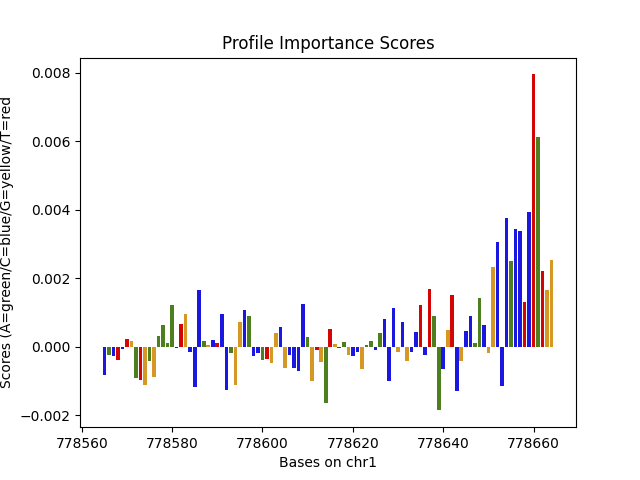 Profile Importance Scores
Scores (A=green/C=blue/G=yellow/T=red
0.008
0.006
0.004
0.002
0.000
−0.002
778560 778580 778600 778620 778640 778660
Bases on chr1